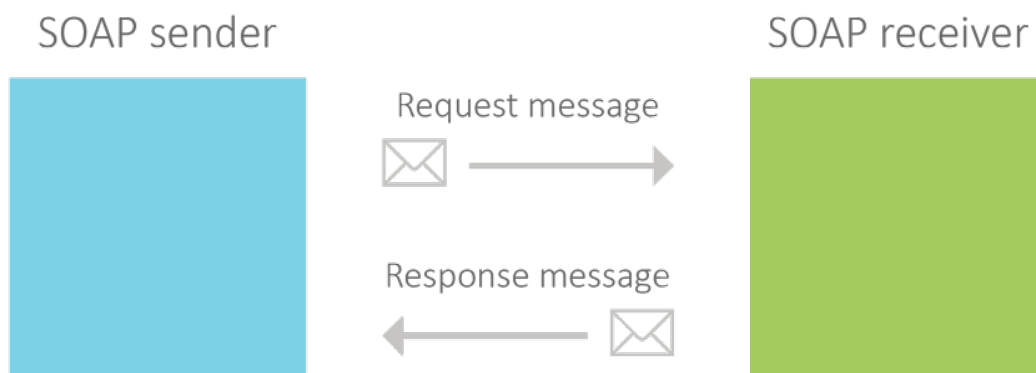 SOAP sender
SOAP receiver
Request message
Response message